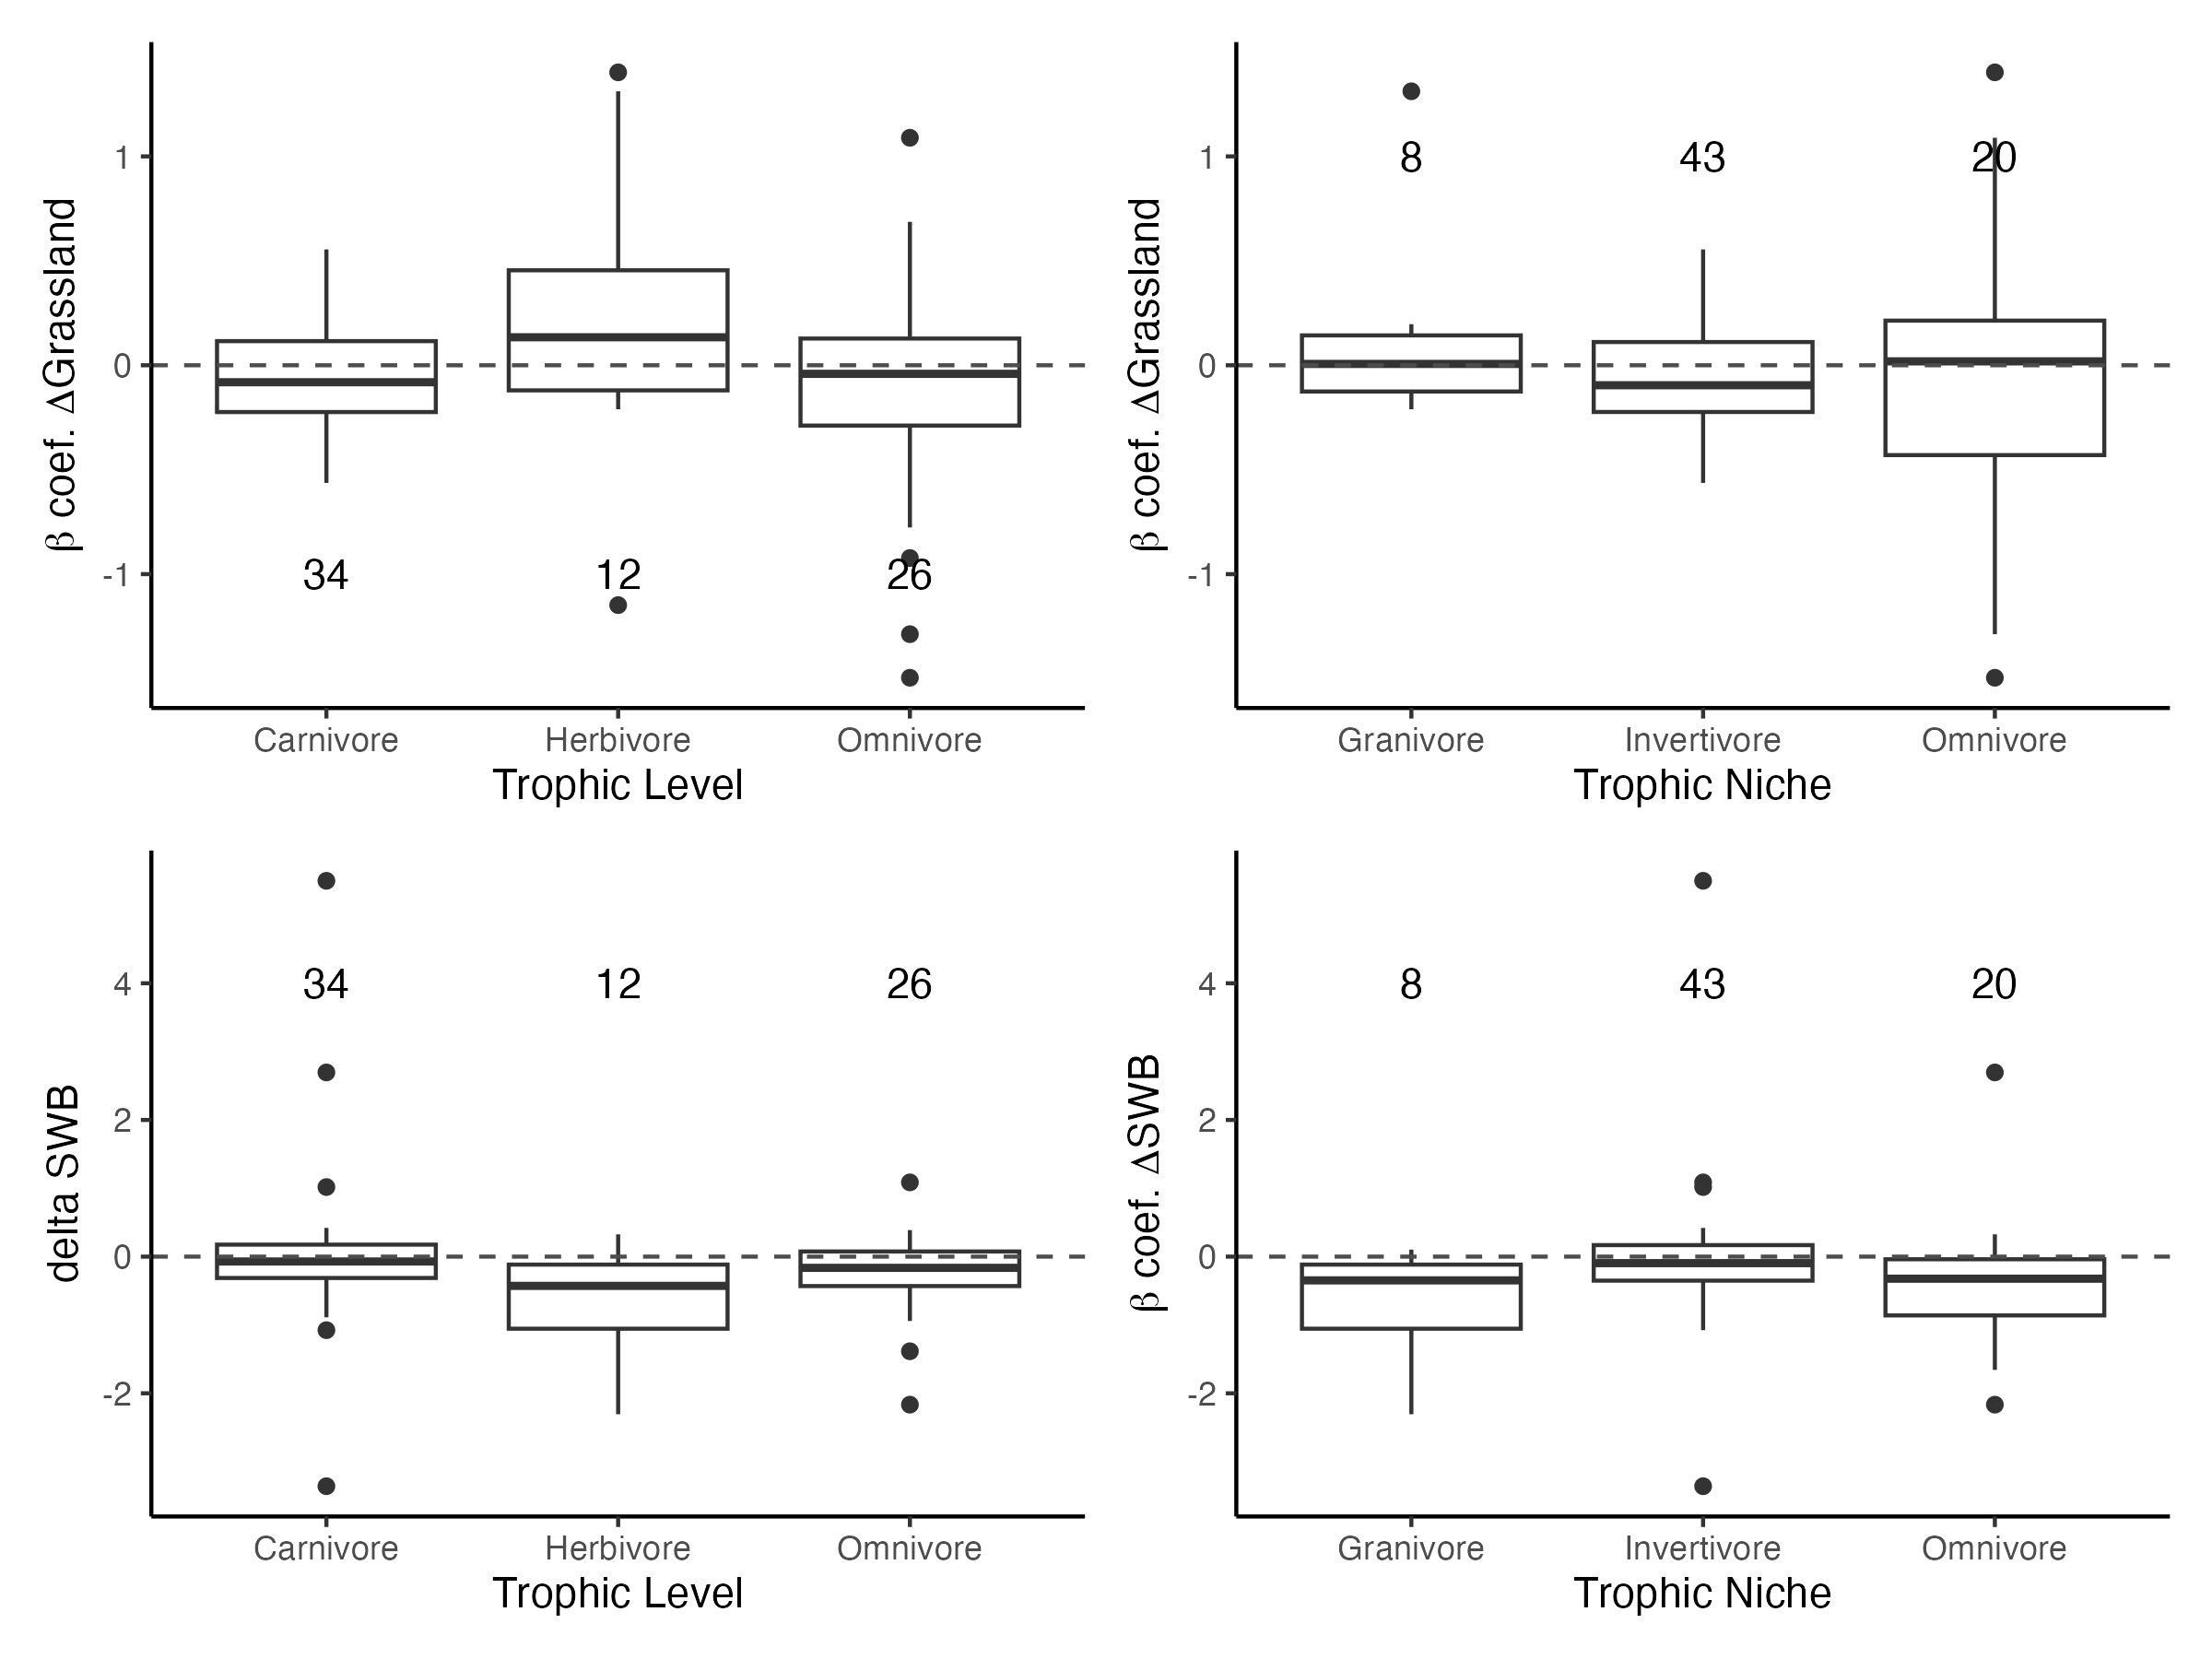 β coef. ΔGrassland
1
0
-1
34
12
26
Carnivore
Herbivore
Omnivore
Trophic Level
β coef. ΔGrassland
1
0
-1
8
43
20
Granivore
Invertivore
Omnivore
Trophic Niche
delta SWB
4
2
0
-2
34
12
26
Carnivore
Herbivore
Omnivore
Trophic Level
β coef. ΔSWB
4
2
0
-2
8
43
20
Granivore
Invertivore
Omnivore
Trophic Niche